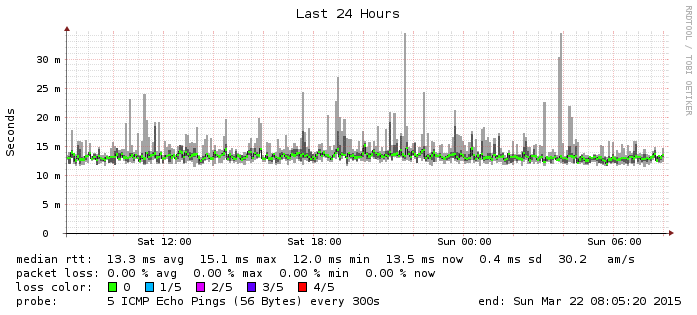 Last 24 Hours
RRDTOOL / TOBI OETIKER
Seconds
30 m
25 m
20 m
15 m
10 m
5 m
0
Sat 12:00 Sat 18:00 Sun 00:00 Sun 06:00
median rtt: 13.3 ms avg 15.1 ms max 12.0 ms min 13.5 ms now 0.4 ms sd 30.2 am/s
packet loss: 0.00 % avg 0.00 % max 0.00 % min 0.00 % now
loss color: 0 1/5 2/5 3/5 4/5
probe: 5 ICMP Echo Pings (56 Bytes) every 300s end: Sun Mar 22 08:05:20 2015